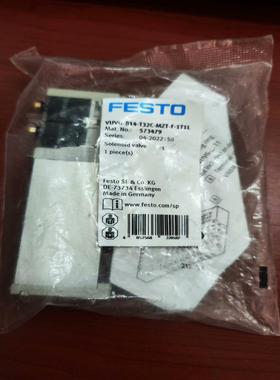 FESTO
VUVG-B14-T32C-MZT-F-1T1L
Mat. No.: 573479
Series: 04-2022
Solenoid valve
1 piece(s)
Festo SE & Co. KG
DE-73734 Esslingen
Made in Germany
www.festo.com/sp